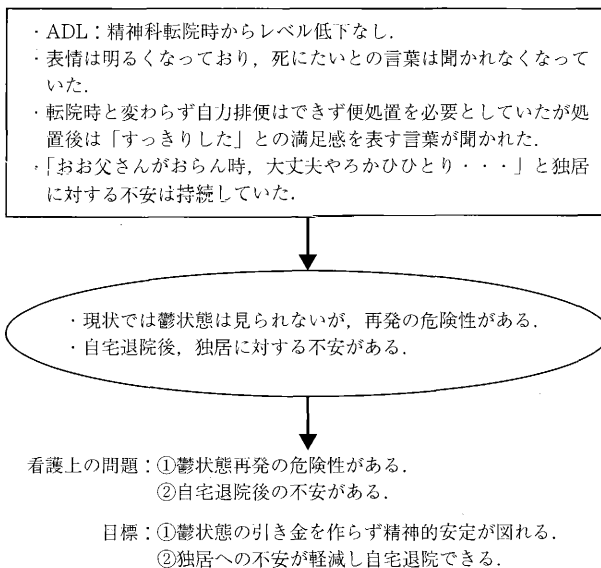 ・ADL：精神科転院時からレベル低下なし．
・表情は明るくなっており，死にたいとの言葉は聞かれなくなって
いた．
・転院時と変わらず自力排便はできず便処置を必要としていたが処
置後は「すっきりした」との満足感を表す言葉が聞かれた．
・「おお父さんがおらん時，大丈夫やろかひひとり・・・」と独居
に対する不安は持続していた．
・現状では鬱状態は見られないが，再発の危険性がある．
・自宅退院後，独居に対する不安がある．
看護上の問題：①鬱状態再発の危険性がある．
②自宅退院後の不安がある．
目標：①鬱状態の引き金を作らず精神的安定が図れる．
②独居への不安が軽減し自宅退院できる．